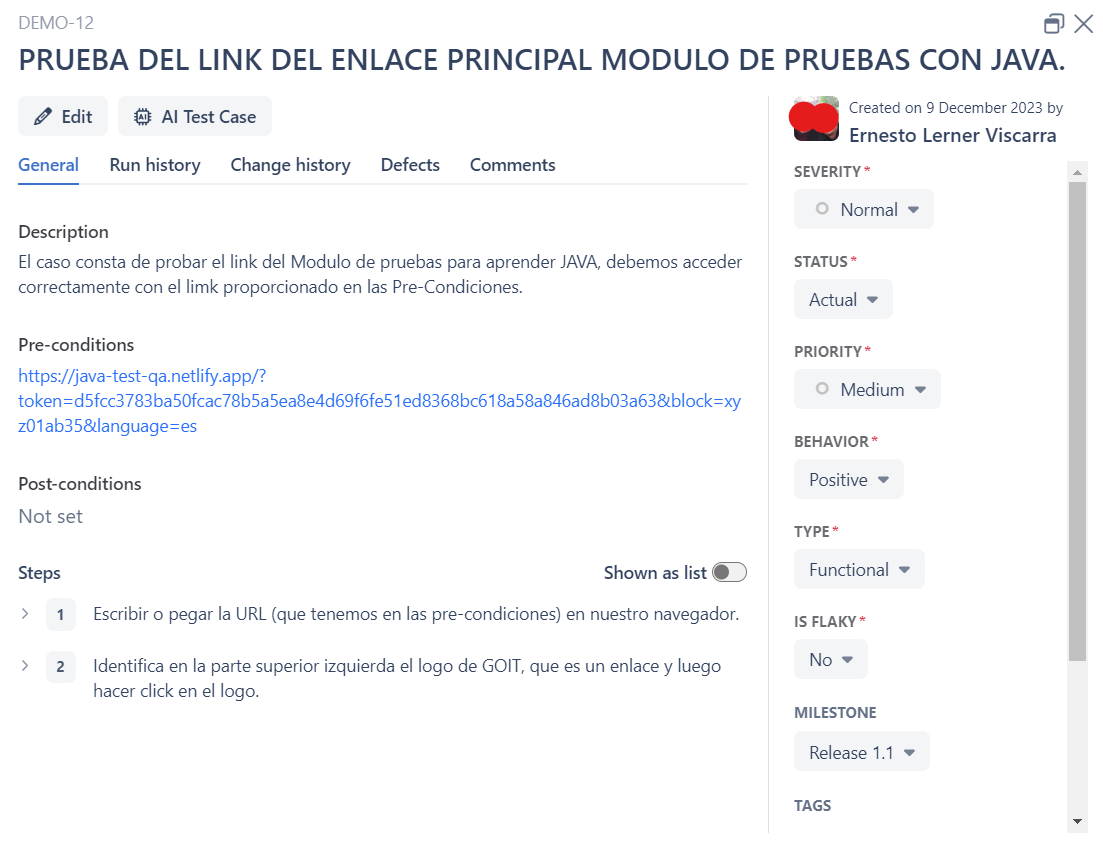 DEMO-12
PRUEBA DEL LINK DEL ENLACE PRINCIPAL MODULO DE PRUEBAS CON JAVA.
Edit
AI Test Case
General
Run history
Change history
Defects
Comments
Description
El caso consta de probar el link del Modulo de pruebas para aprender JAVA, debemos acceder
correctamente con el limk proporcionado en las Pre-Condiciones.
Pre-conditions
https://java-test-qa.netlify.app/?
token=d5fcc3783ba50fcac78b5a5ea8e4d69f6fe51ed8368bc618a58a846ad8b03a63&block=xy
z01ab35&language=es
Post-conditions
Not set
Steps
Shown as list
1 Escribir o pegar la URL (que tenemos en las pre-condiciones) en nuestro navegador.
2 Identifica en la parte superior izquierda el logo de GOIT, que es un enlace y luego
hacer click en el logo.
Created on 9 December 2023 by
Ernesto Lerner Viscarra
SEVERITY*
Normal
STATUS*
Actual
PRIORITY*
Medium
BEHAVIOR*
Positive
TYPE*
Functional
IS FLAKY*
No
MILESTONE
Release 1.1
TAGS